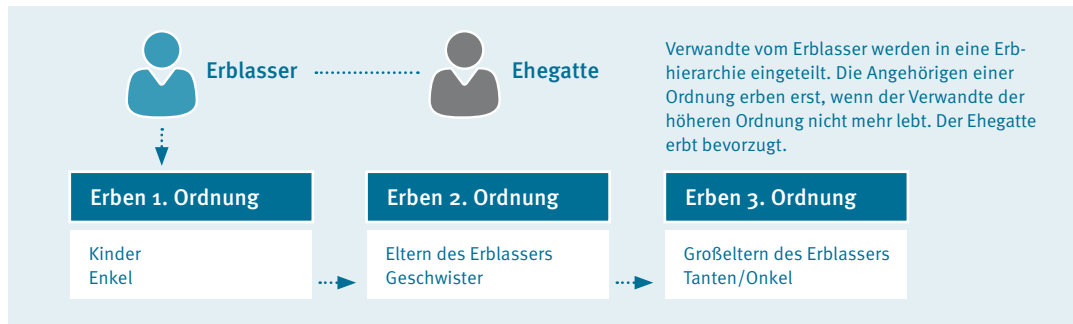 Erblasser
Ehegatte
Verwandte vom Erblasser werden in eine Erb-
hierarchie eingeteilt. Die Angehörigen einer
Ordnung erben erst, wenn der Verwandte der
höheren Ordnung nicht mehr lebt. Der Ehegatte
erbt bevorzugt.
Erben 1. Ordnung
Kinder
Enkel
Erben 2. Ordnung
Eltern des Erblassers
Geschwister
Erben 3. Ordnung
Großeltern des Erblassers
Tanten/Onkel